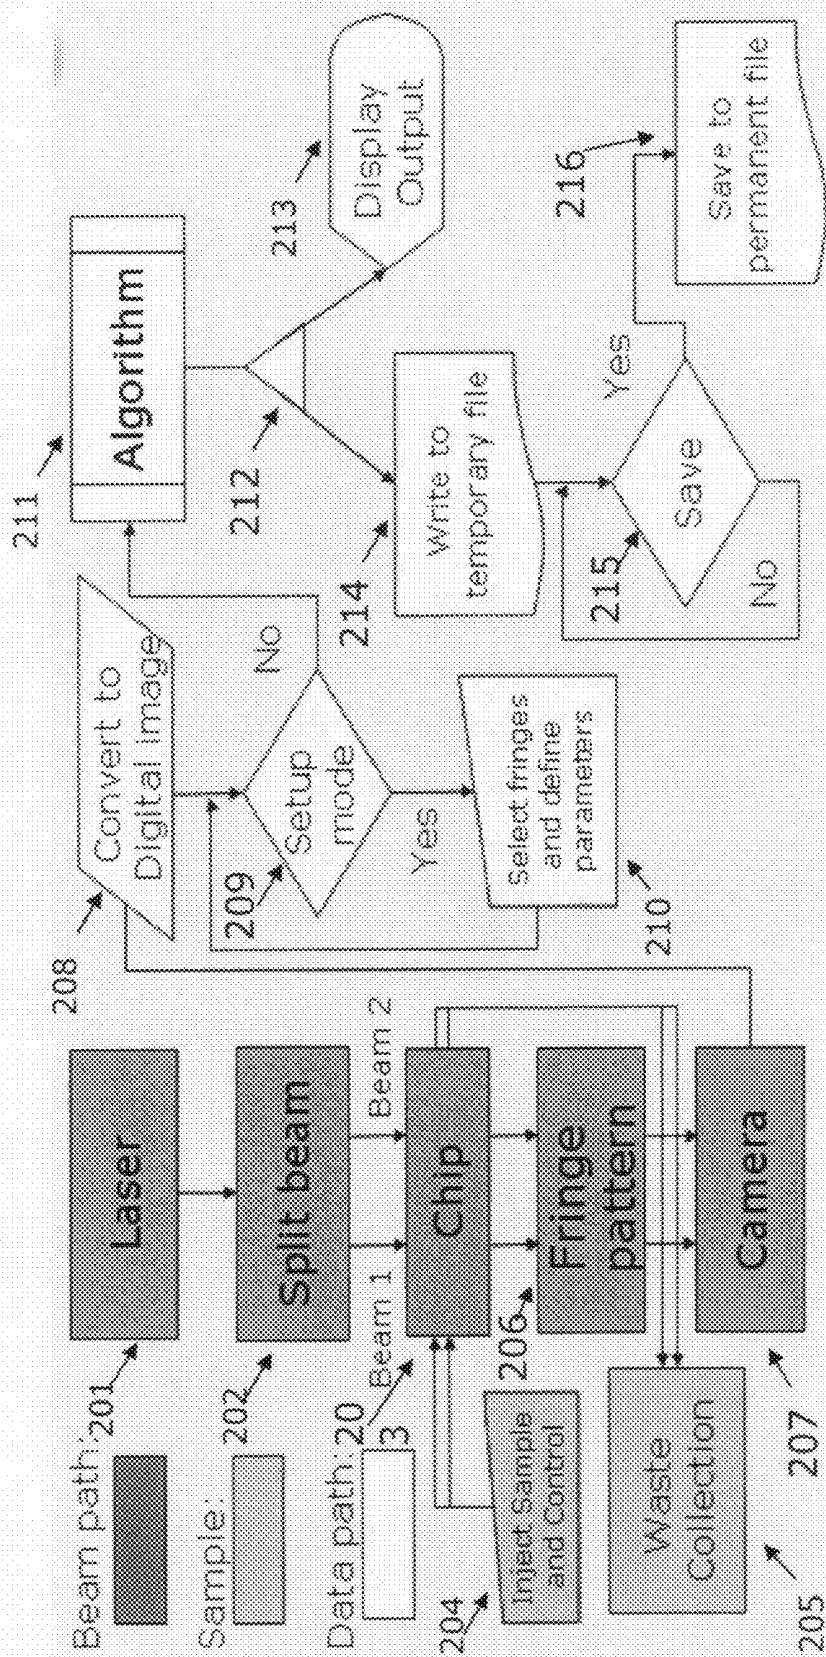 Beam path:
Sample:
Data path:
201
Laser
202
Split beam
Beam 1
Beam 2
20
3
Chip
204
Inject Sample
and Control
205
Waste
Collection
206
Fringe
pattern
207
Camera
208
Convert to
Digital image
209
Setup
mode
No
Yes
210
Select fringes
and define
parameters
211
Algorithm
212
213
Display
Output
214
Write to
temporary file
215
Save
No
Yes
216
Save to
permanent file